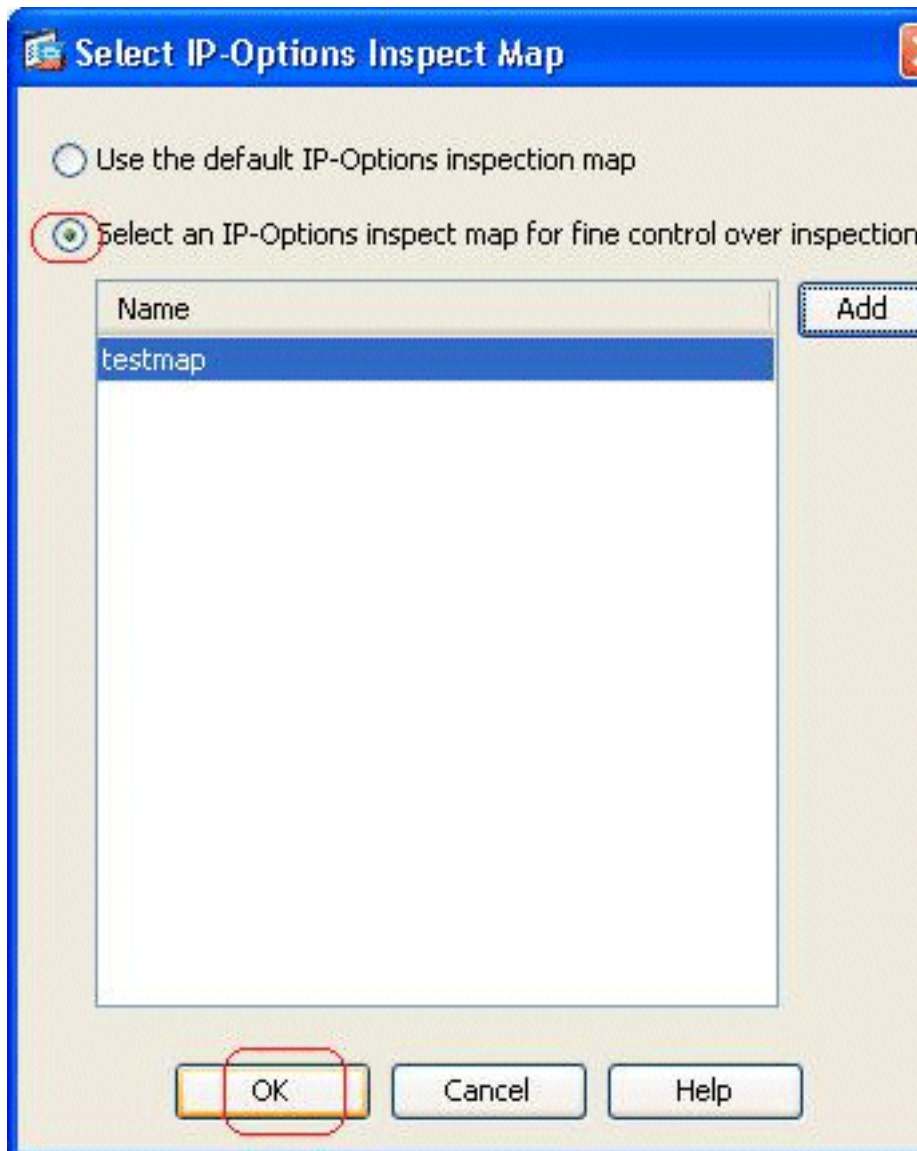 Select IP-Options Inspect Map
Use the default IP-Options inspection map
Select an IP-Options inspect map for fine control over inspection
Name
Add
testmap
OK
Cancel
Help